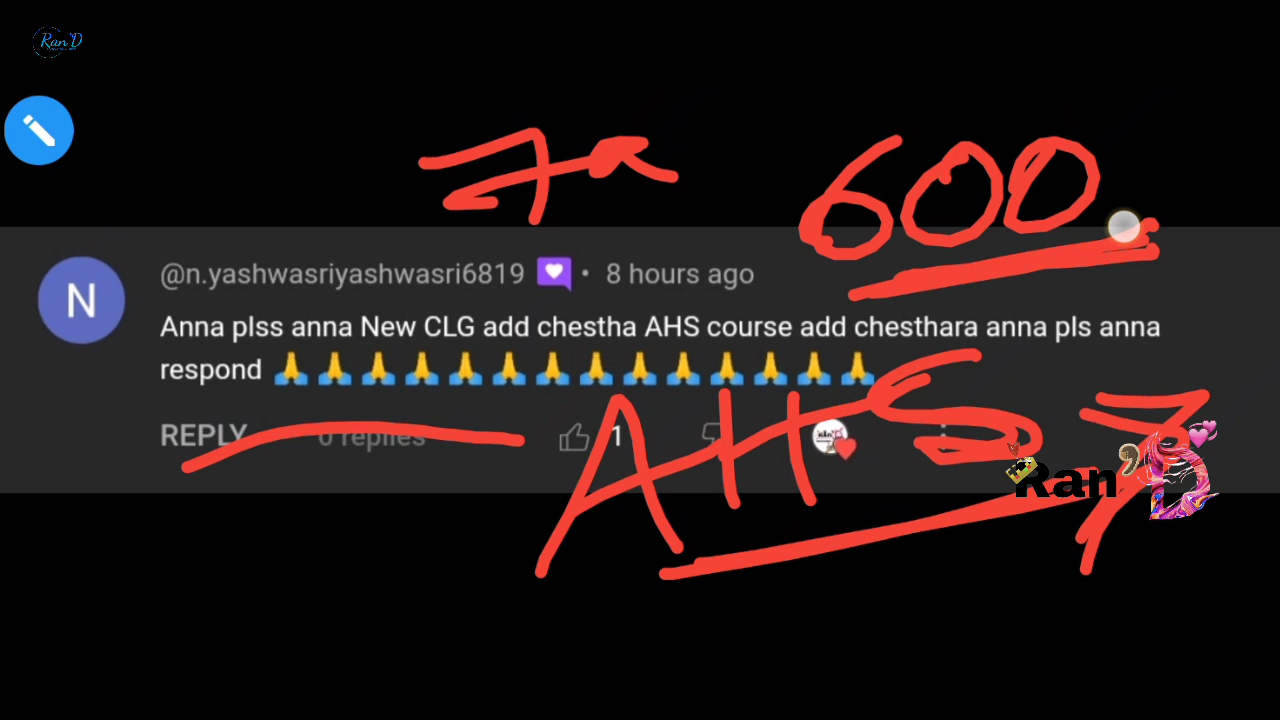 Ran'D
600
@n.yashwasriyashwasri6819 • 8 hours ago
Anna plss anna New CLG add chestha AHS course add chesthara anna pls anna
respond 🙏🙏🙏🙏🙏🙏🙏🙏🙏🙏🙏🙏🙏🙏
REPLY 0 replies 1
AHS
Ran'D
N